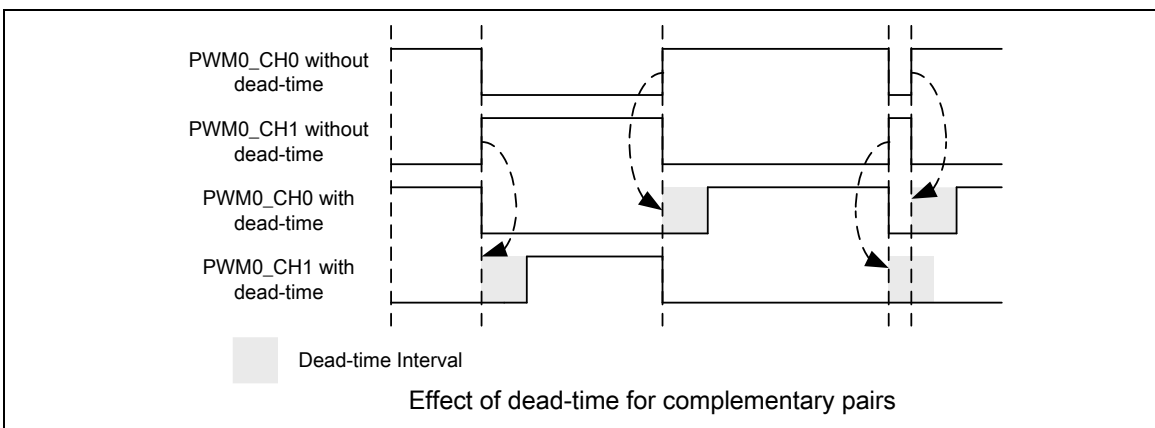 PWM0_CH0 without
dead-time
PWM0_CH1 without
dead-time
PWM0_CH0 with
dead-time
PWM0_CH1 with
dead-time
Dead-time Interval
Effect of dead-time for complementary pairs